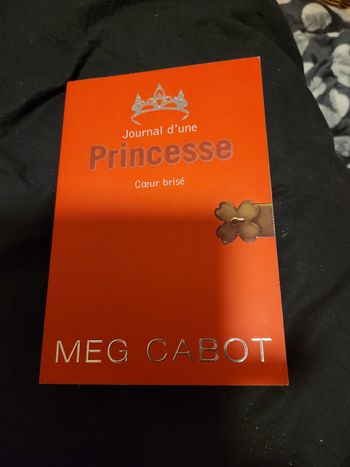 Journal d'une
Princesse
Cœur brisé
MEG CABOT